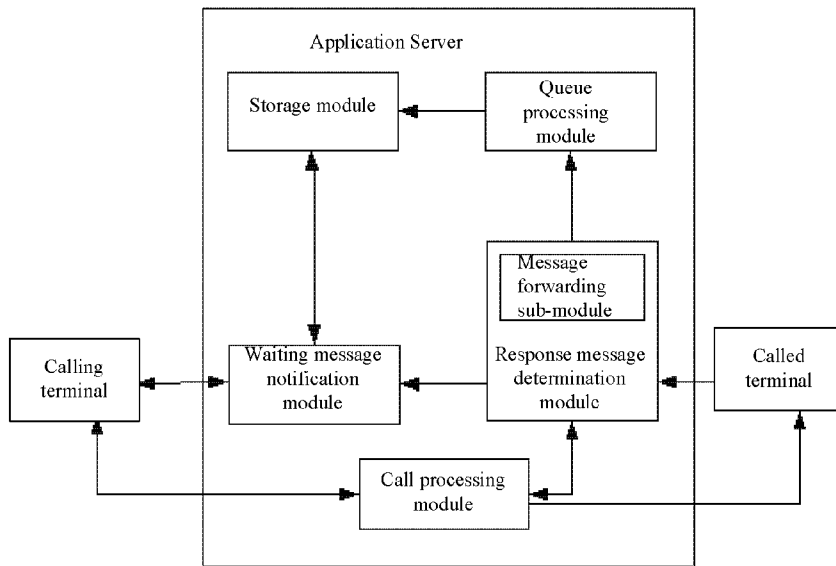 Application Server
Storage module
Queue
processing
module
Message
forwarding
sub-module
Calling
terminal
Waiting message
notification
module
Response message
determination
module
Called
terminal
Call processing
module